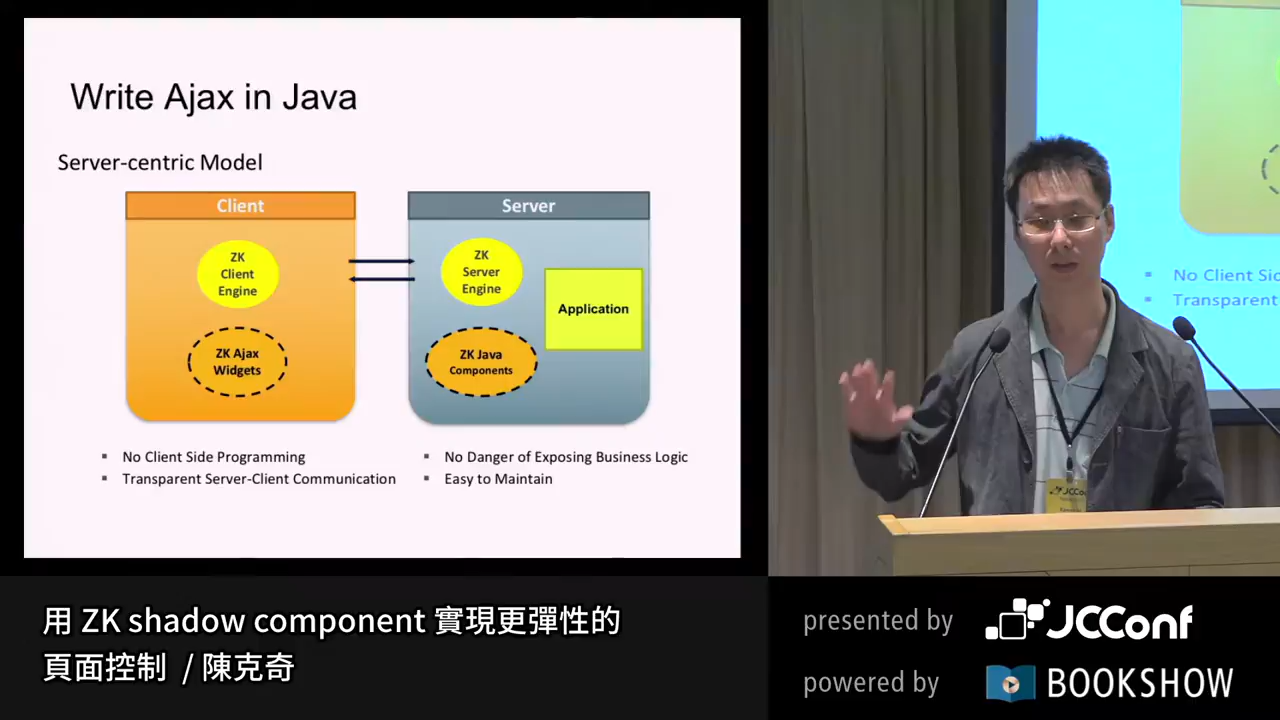 Write Ajax in Java
Server-centric Model
Client
Server
ZK
Client
Engine
ZK Ajax
Widgets
ZK
Server
Engine
Application
ZK Java
Components
▪ No Client Side Programming
▪ Transparent Server-Client Communication
▪ No Danger of Exposing Business Logic
▪ Easy to Maintain
▪ No Client Sid
▪ Transparent
JCConf
用 ZK shadow component 實現更彈性的
頁面控制 / 陳克奇
presented by JCConf
powered by BOOKSHOW